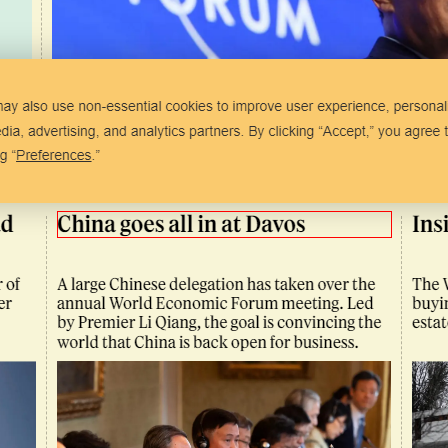 ORUM
may also use non-essential cookies to improve user experience, personal
dia, advertising, and analytics partners. By clicking “Accept,” you agree t
g “Preferences.”
d China goes all in at Davos Insi
r of A large Chinese delegation has taken over the The W
er annual World Economic Forum meeting. Led buyi
by Premier Li Qiang, the goal is convincing the estat
world that China is back open for business.